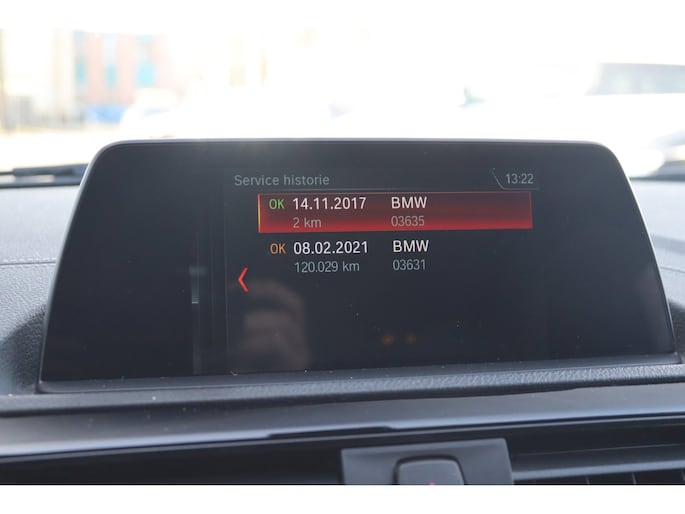 Service historie 13:22
OK 14.11.2017 BMW
2 km 03635
OK 08.02.2021 BMW
120.029 km 03631